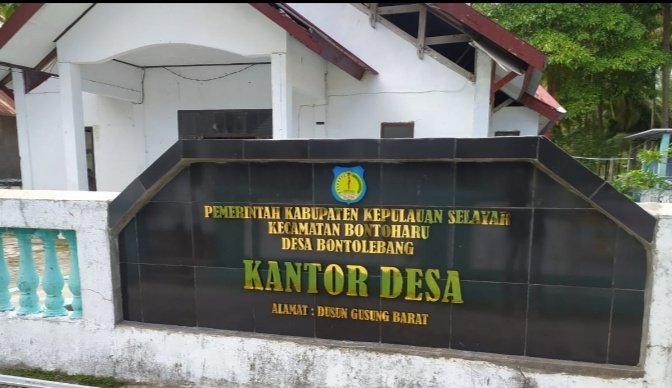 PEMERINTAH KABUPATEN KEPULAUAN SELAYAR
KECAMATAN BONTOHARU
DESA BONTOLEBANG
KANTOR DESA
ALAMAT : DUSUN GUSUNG BARAT